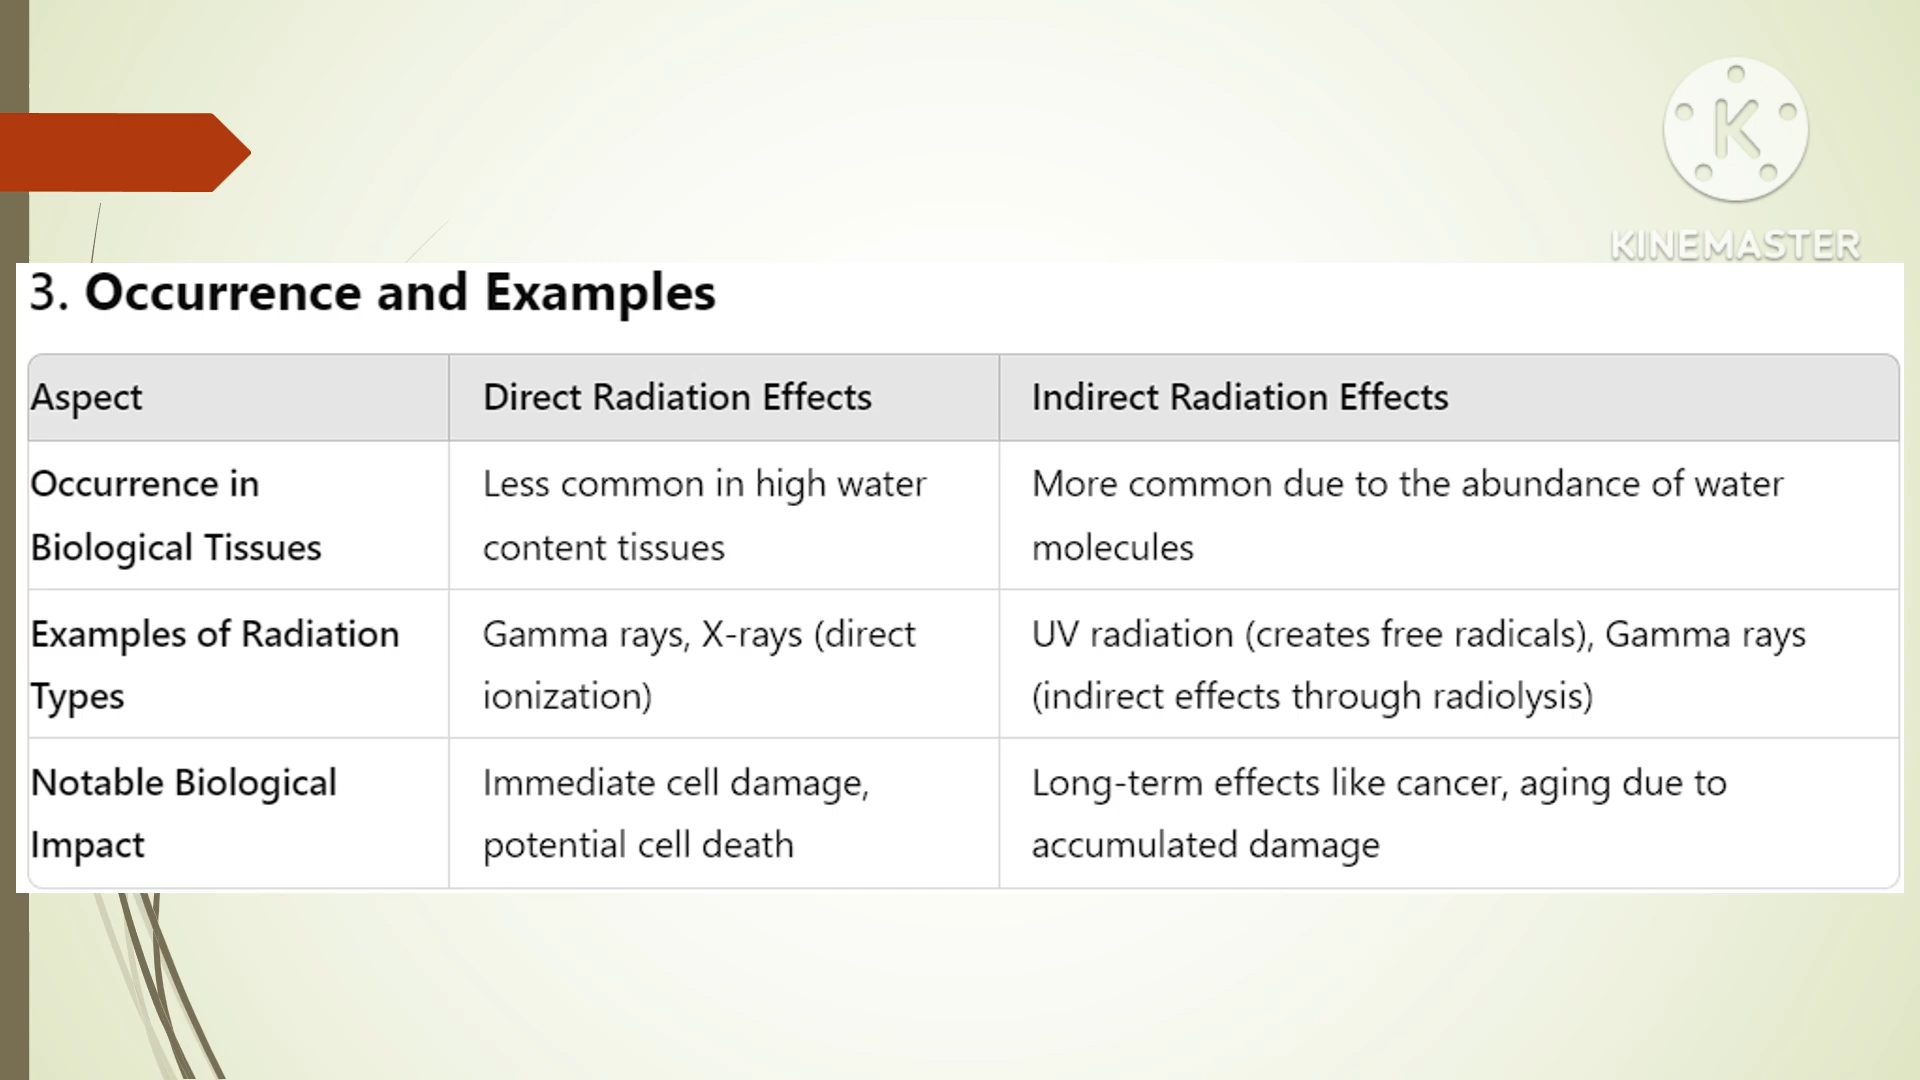 K
KINEMASTER
3. Occurrence and Examples
Aspect
Direct Radiation Effects
Indirect Radiation Effects
Occurrence in
Biological Tissues
Less common in high water
content tissues
More common due to the abundance of water
molecules
Examples of Radiation
Types
Gamma rays, X-rays (direct
ionization)
UV radiation (creates free radicals), Gamma rays
(indirect effects through radiolysis)
Notable Biological
Impact
Immediate cell damage,
potential cell death
Long-term effects like cancer, aging due to
accumulated damage